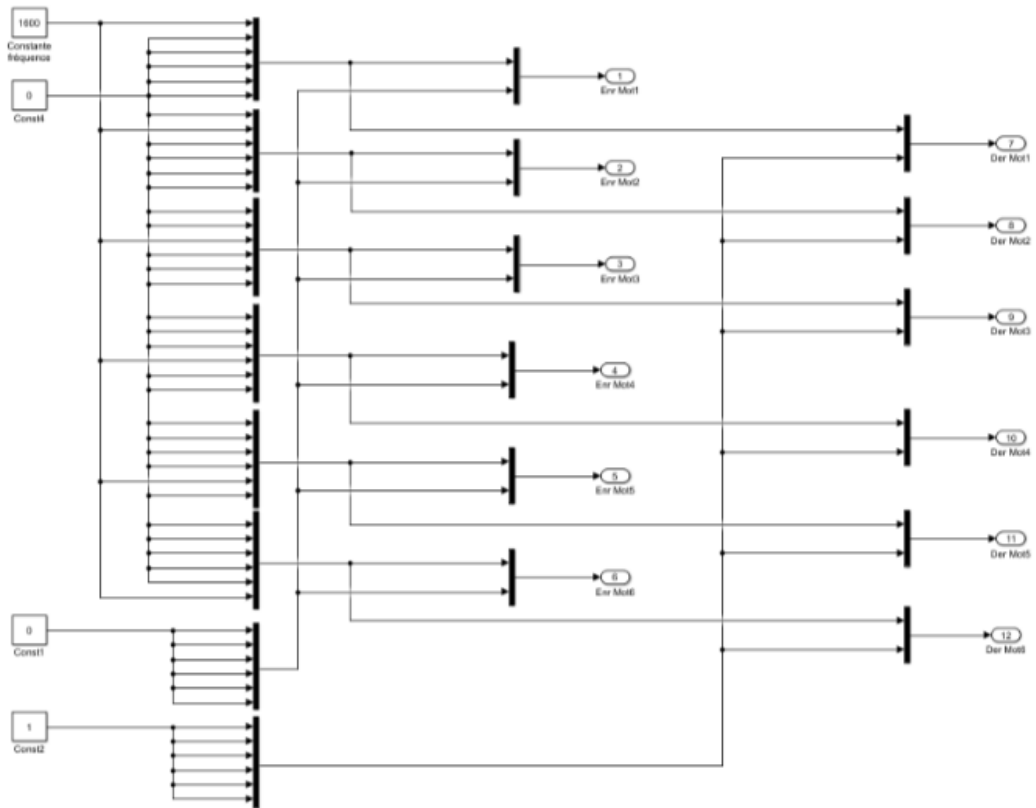 1600
Constante
fréquence
0
Const4
1
Enr Mot1
7
Der Mot1
2
Enr Mot2
8
Der Mot2
3
Enr Mot3
9
Der Mot3
4
Enr Mot4
10
Der Mot4
5
Enr Mot5
11
Der Mot5
6
Enr Mot6
12
Der Mot6
0
Const1
1
Const2